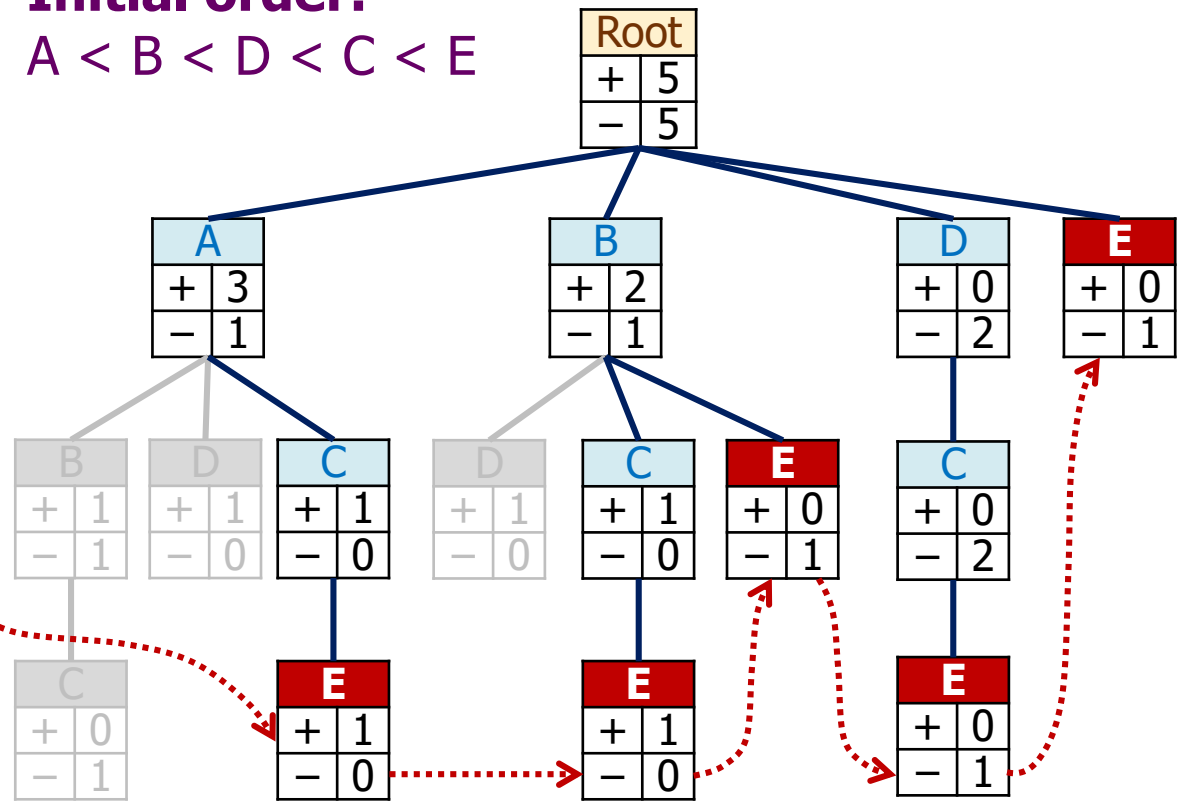 Initial order:
A < B < D < C < E
Root
+ 5
− 5
A
+ 3
− 1
B
+ 2
− 1
D
+ 0
− 2
E
+ 0
− 1
B
+ 1
− 1
D
+ 1
− 0
C
+ 1
− 0
D
+ 1
− 0
C
+ 1
− 0
E
+ 0
− 1
C
+ 0
− 2
C
+ 0
− 1
E
+ 1
− 0
E
+ 1
− 0
E
+ 0
− 1